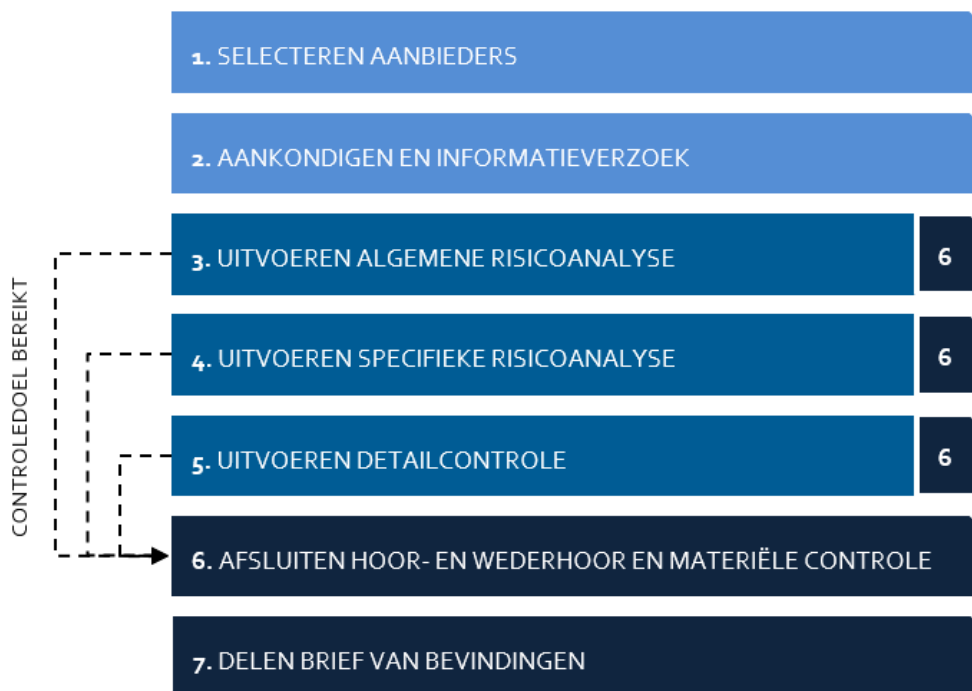 1. SELECTEREN AANBIEDERS
2. AANKONDIGEN EN INFORMATIEVERZOEK
3. UITVOEREN ALGEMENE RISICOANALYSE 6
4. UITVOEREN SPECIFIEKE RISICOANALYSE 6
5. UITVOEREN DETAILCONTROLE 6
6. AFSLUITEN HOOR- EN WEDERHOOR EN MATERIËLE CONTROLE
7. DELEN BRIEF VAN BEVINDINGEN
CONTROLEDOEL BEREIKT